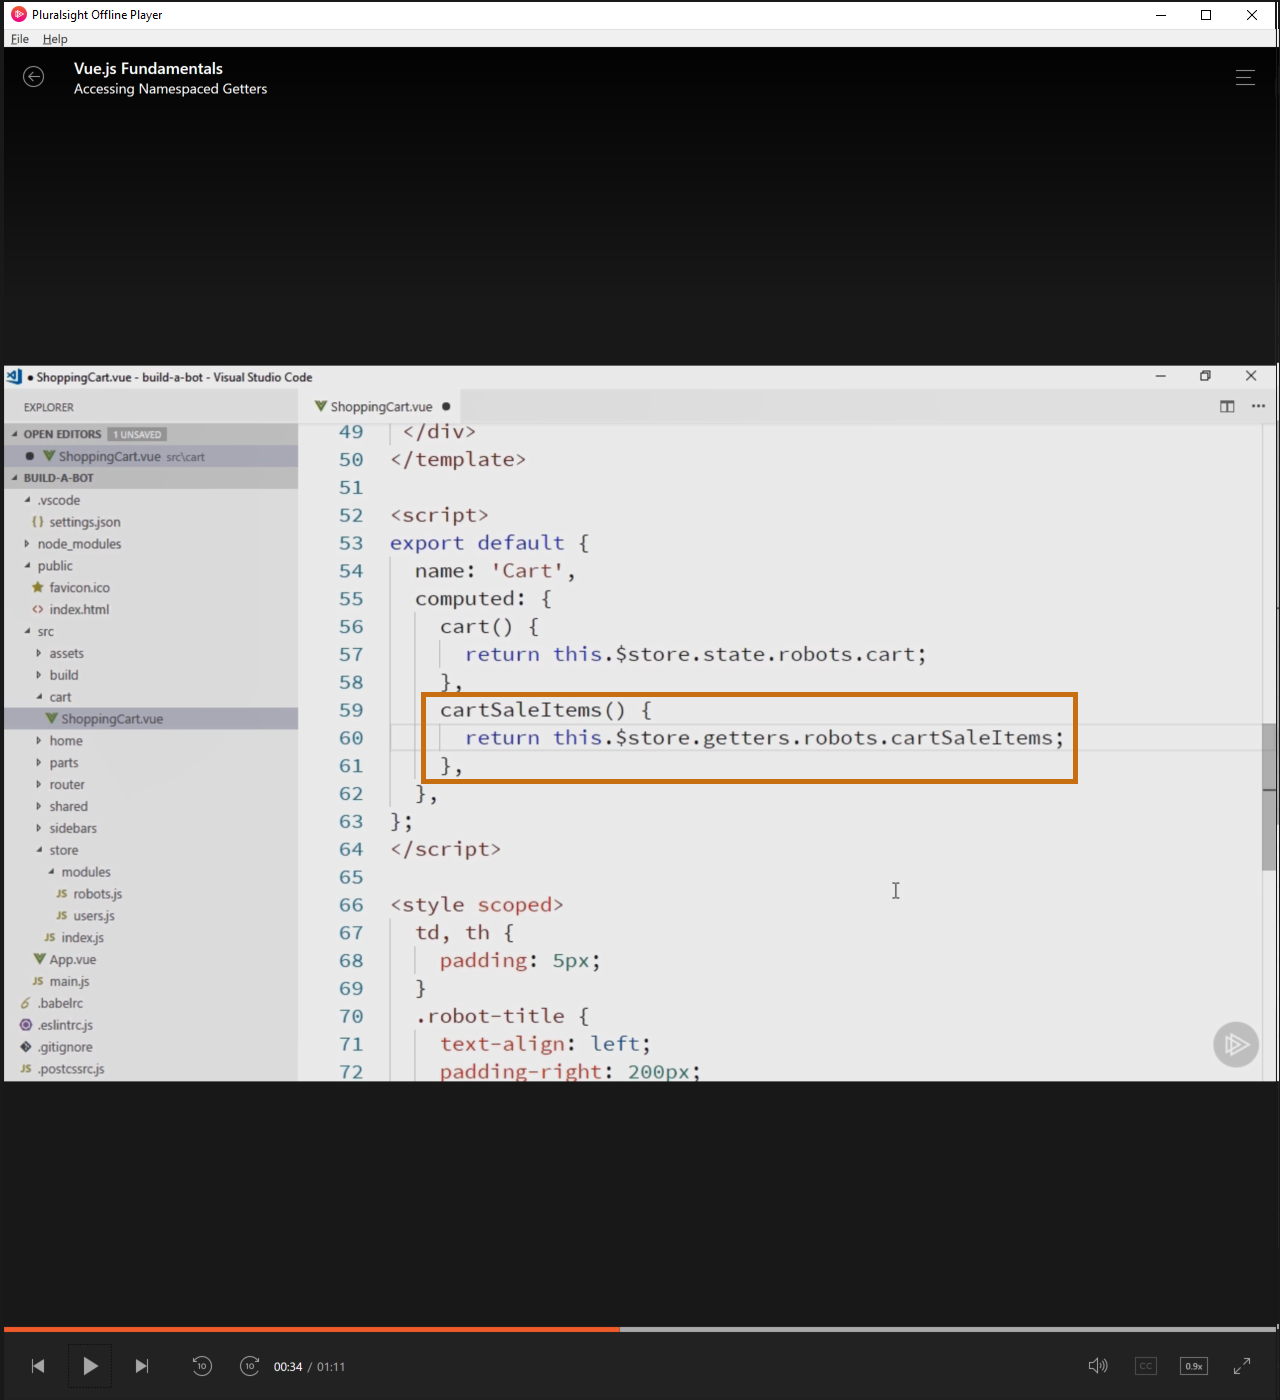 Pluralsight Offline Player
File Help
Vue.js Fundamentals
Accessing Namespaced Getters
● ShoppingCart.vue - build-a-bot - Visual Studio Code
EXPLORER
ShoppingCart.vue ●
OPEN EDITORS 1 UNSAVED
ShoppingCart.vue src\cart
BUILD-A-BOT
.vscode
{} settings.json
node_modules
public
favicon.ico
<> index.html
src
assets
build
cart
ShoppingCart.vue
home
parts
router
shared
sidebars
store
modules
JS robots.js
JS users.js
JS index.js
App.vue
JS main.js
.babelrc
.eslintrc.js
.gitignore
JS .postcssrc.js
49 </div>
50 </template>
51
52 <script>
53 export default {
54 name: 'Cart',
55 computed: {
56 cart() {
57 return this.$store.state.robots.cart;
58 },
59 cartSaleItems() {
60 return this.$store.getters.robots.cartSaleItems;
61 },
62 },
63 };
64 </script>
65
66 <style scoped>
67 td, th {
68 padding: 5px;
69 }
70 .robot-title {
71 text-align: left;
72 padding-right: 200px;
10 10 00:34 / 01:11 CC 0.9x